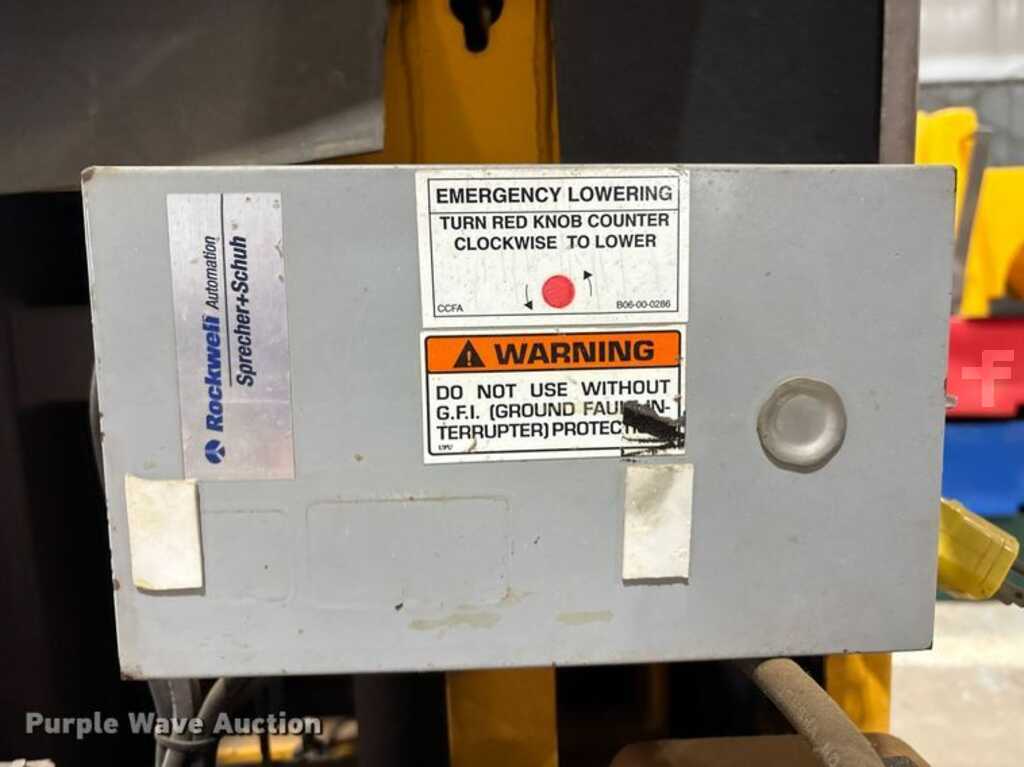 Rockwell Automation
Sprecher+Schuh
EMERGENCY LOWERING
TURN RED KNOB COUNTER
CLOCKWISE TO LOWER
CCFA B06-00-0286
WARNING
DO NOT USE WITHOUT
G.F.I. (GROUND FAULT IN-
TERRUPTER) PROTECTI
Purple Wave Auction